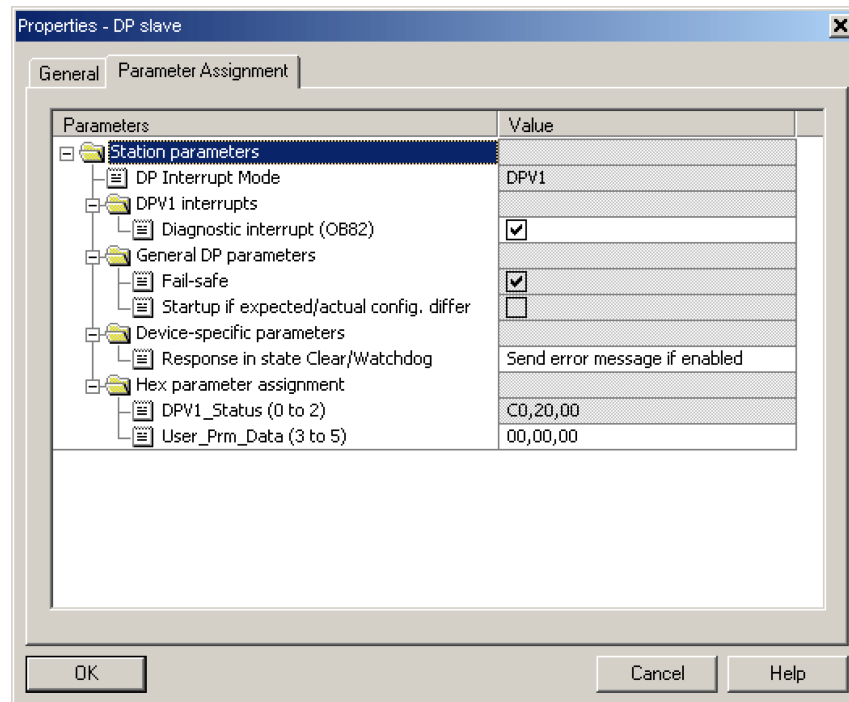 Properties - DP slave
General Parameter Assignment
Parameters Value
Station parameters
DP Interrupt Mode DPV1
DPV1 interrupts
Diagnostic interrupt (OB82)
General DP parameters
Fail-safe
Startup if expected/actual config. differ
Device-specific parameters
Response in state Clear/Watchdog Send error message if enabled
Hex parameter assignment
DPV1_Status (0 to 2) C0,20,00
User_Prm_Data (3 to 5) 00,00,00
OK Cancel Help